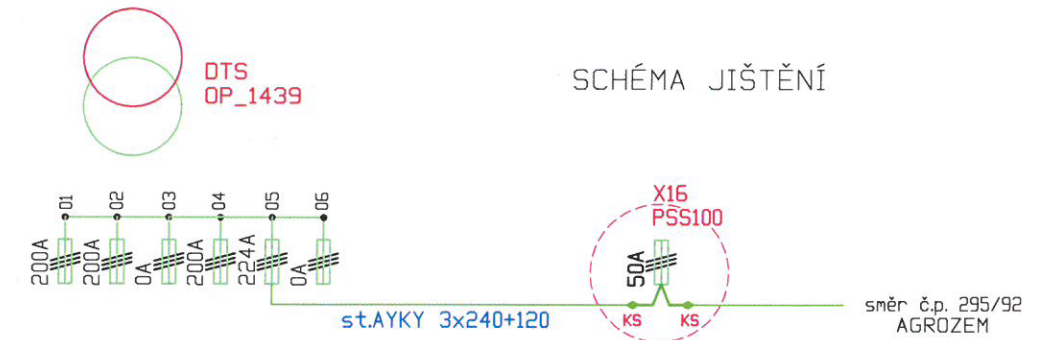 DTS
OP_1439
SCHÉMA JIŠTĚNÍ
01 02 03 04 05 06
200A 200A 0A 200A 224A 0A
X16
PSS100
50A
KS KS
st.AYKY 3x240+120
směr č.p. 295/92
AGROZEM